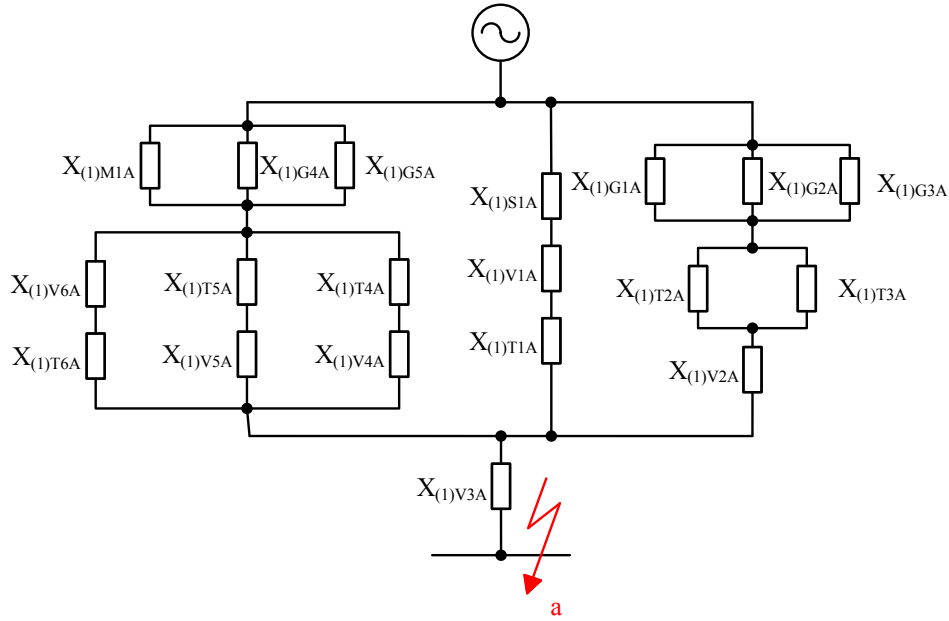 X(1)M1A
X(1)G4A
X(1)G5A
X(1)S1A
X(1)G1A
X(1)G2A
X(1)G3A
X(1)V6A
X(1)T5A
X(1)T4A
X(1)V1A
X(1)T2A
X(1)T3A
X(1)T6A
X(1)V5A
X(1)V4A
X(1)T1A
X(1)V2A
X(1)V3A
a